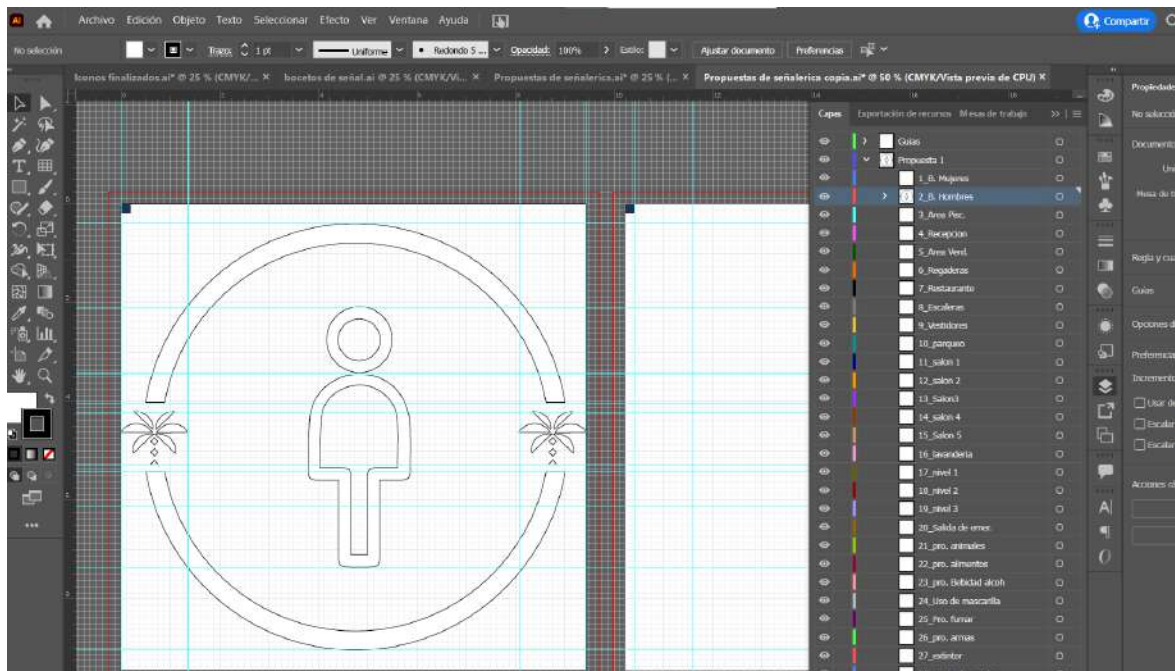 Ai Archivo Edición Objeto Texto Seleccionar Efecto Ver Ventana Ayuda Compartir
No selección Trazo: 1 pt Uniforme Redondo 5 ... Opacidad: 100% Estilo: Ajustar documento Preferencias
Iconos finalizados.ai* @ 25 % (CMYK/... × bocetos de señal.ai @ 25 % (CMYK/Vi... × Propuestas de señalerica.ai* @ 25 % (... × Propuestas de señalerica copia.ai* @ 50 % (CMYK/Vista previa de CPU) ×
Capas Exportación de recursos Mesas de trabajo
Propiedade
No selecció
Documento
Mesa de t
Regla y cua
Guías
Opciones d
Preferencia
Incremento
Usar de
Escalar
Escalar
Acciones rá
Guias
Propuesta 1
1_B. Mujeres
2_B. Hombres
3_Area Pisc.
4_Recepcion
5_Area Verd.
6_Regaderas
7_Restaurante
8_Escaleras
9_Vestidores
10_parqueo
11_salon 1
12_salon 2
13_Salon3
14_salon 4
15_Salon 5
16_lavanderia
17_nivel 1
18_nivel 2
19_nivel 3
20_Salida de emer.
21_pro. animales
22_pro. alimentos
23_pro. Bebidad alcoh
24_Uso de mascarilla
25_Pro. fumar
26_pro. armas
27_extintor